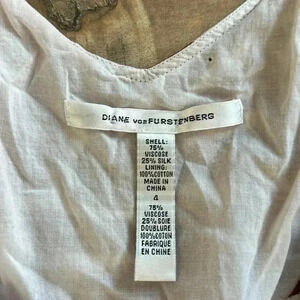 DIANE VON FURSTENBERG
SHELL:
75%
VISCOSE
25% SILK
LINING:
100%COTTON
MADE IN
CHINA
4
75%
VISCOSE
25% SOIE
DOUBLURE
100%COTON
FABRIQUE
EN CHINE